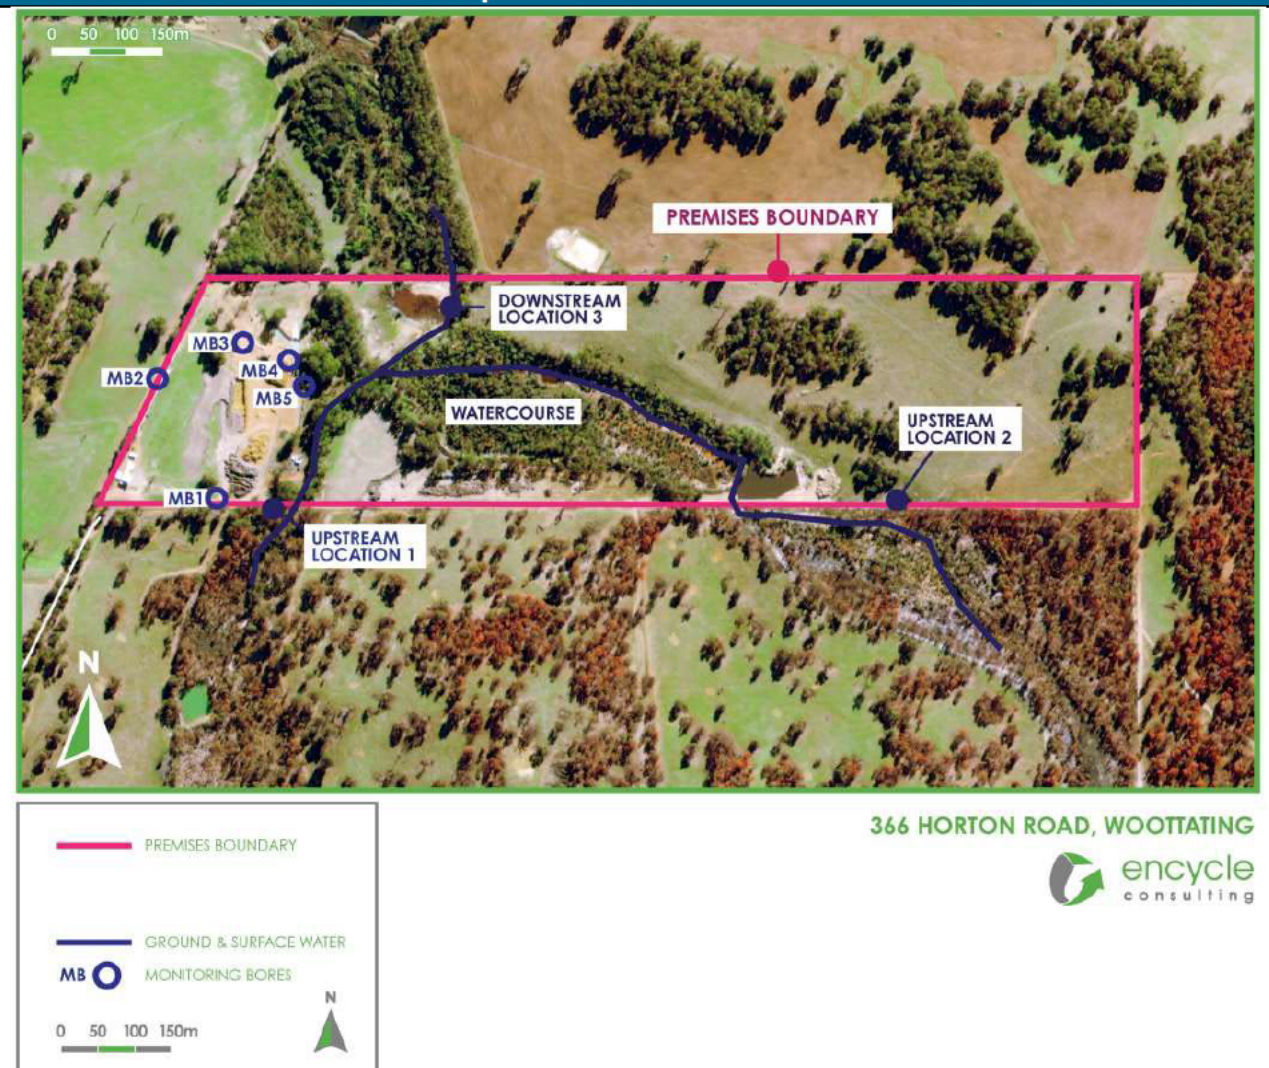 0 50 100 150m
PREMISES BOUNDARY
DOWNSTREAM
LOCATION 3
MB3
MB4
MB2
MB5
WATERCOURSE
UPSTREAM
LOCATION 2
MB1
UPSTREAM
LOCATION 1
N
366 HORTON ROAD, WOOTTATING
encycle
consulting
PREMISES BOUNDARY
GROUND & SURFACE WATER
MB MONITORING BORES
N
0 50 100 150m